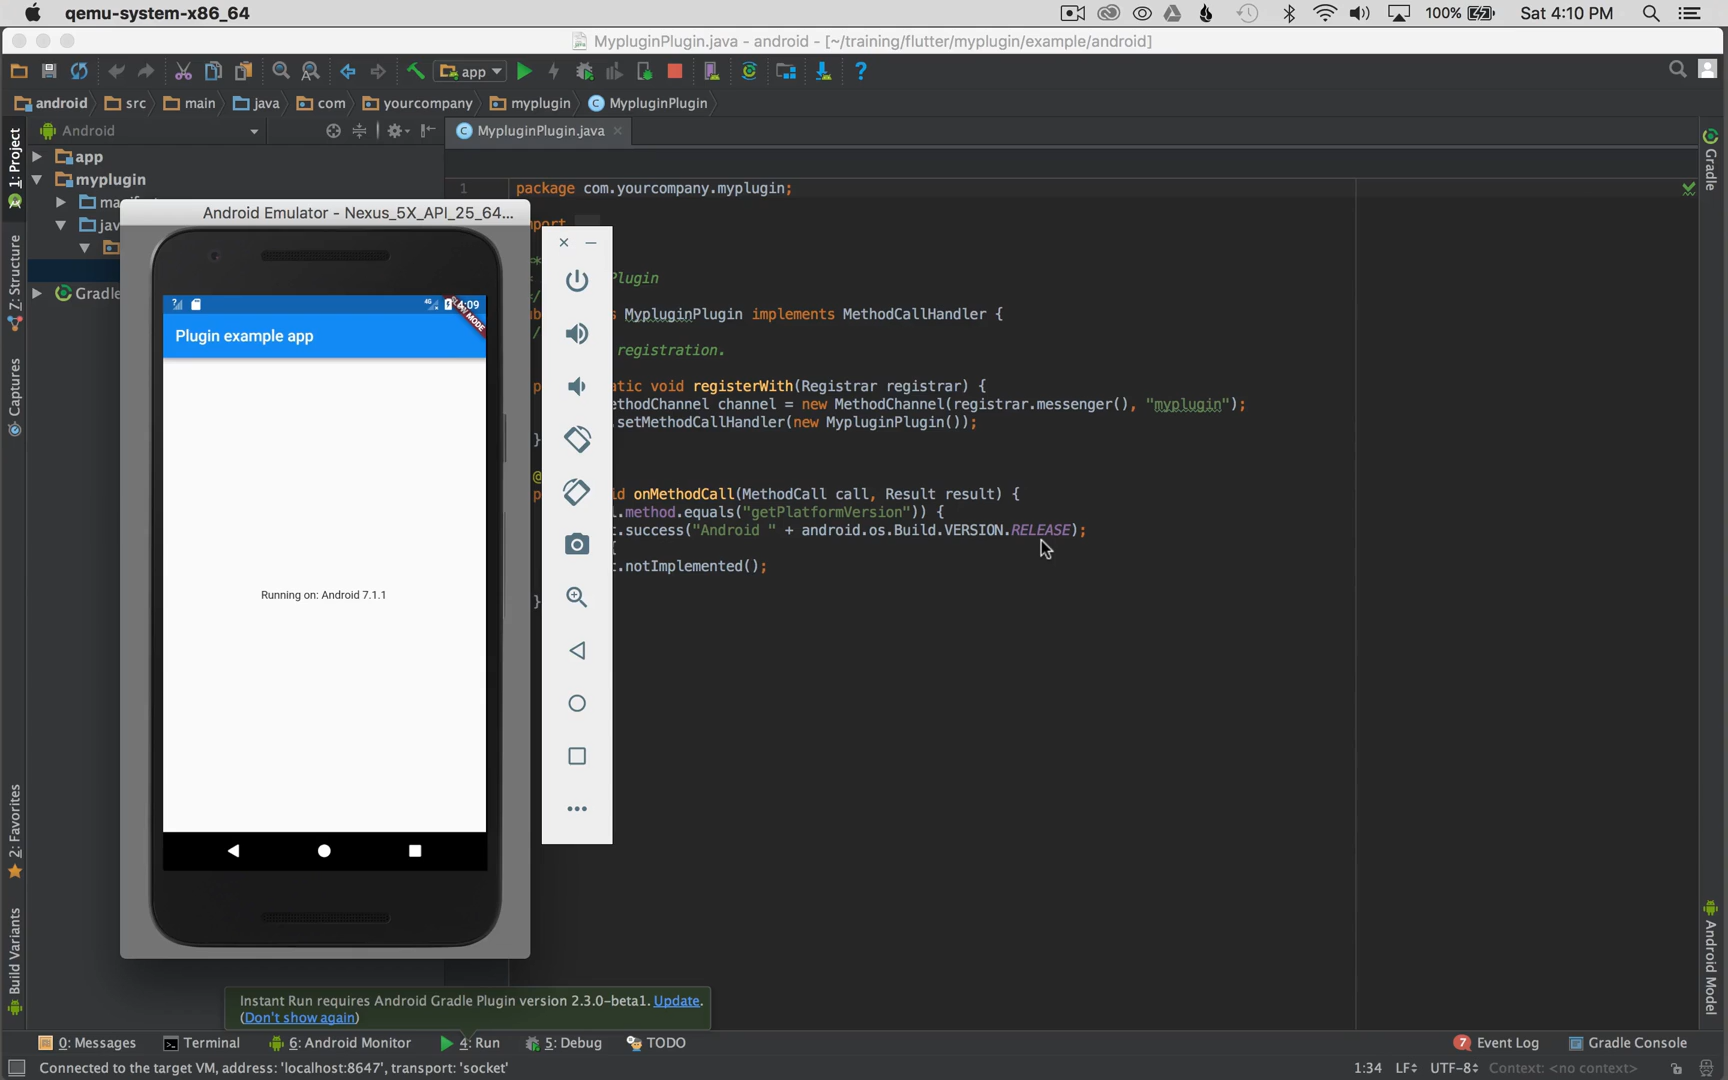 qemu-system-x86_64
100%
Sat 4:10 PM
MypluginPlugin.java - android - [~/training/flutter/myplugin/example/android]
app
android
src
main
java
com
yourcompany
myplugin
MypluginPlugin
1: Project
Android
MypluginPlugin.java
Gradle
app
myplugin
jav
Gradle
Z: Structure
Captures
2: Favorites
Build Variants
Android Model
Android Emulator - Nexus_5X_API_25_64...
4G
4:09
SLOW MODE
Plugin example app
Running on: Android 7.1.1
1
package com.yourcompany.myplugin;
Plugin
MypluginPlugin implements MethodCallHandler {
registration.
atic void registerWith(Registrar registrar) {
ethodChannel channel = new MethodChannel(registrar.messenger(), "myplugin");
.setMethodCallHandler(new MypluginPlugin());
}
@
id onMethodCall(MethodCall call, Result result) {
.method.equals("getPlatformVersion")) {
.success("Android " + android.os.Build.VERSION.RELEASE);
{
.notImplemented();
}
Instant Run requires Android Gradle Plugin version 2.3.0-beta1. Update.
(Don't show again)
0: Messages
Terminal
6: Android Monitor
4: Run
5: Debug
TODO
7 Event Log
Gradle Console
Connected to the target VM, address: 'localhost:8647', transport: 'socket'
1:34
LF
UTF-8
Context: <no context>